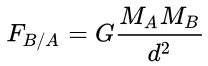 F_{B/A} = G \frac{M_A M_B}{d^2}